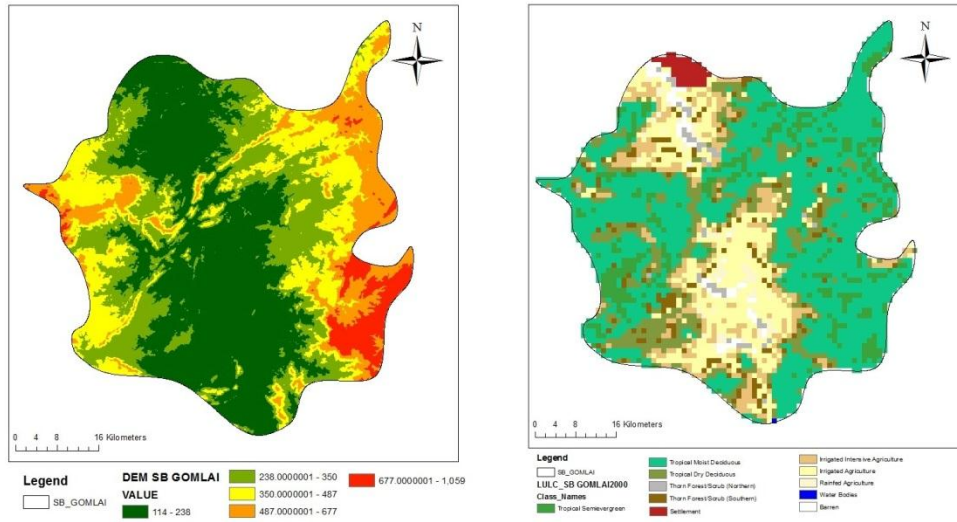 N
0 4 8 16 Kilometers
Legend
SB_GOMLAI
DEM SB GOMLAI
VALUE
114 - 238
238.0000001 - 350
350.0000001 - 487
487.0000001 - 677
677.0000001 - 1,059
N
0 4 8 16 Kilometers
Legend
SB_GOMLAI
LULC_SB GOMLAI2000
Class_Names
Tropical Semievergreen
Tropical Moist Deciduous
Tropical Dry Deciduous
Thorn Forest/Scrub (Northern)
Thorn Forest/Scrub (Southern)
Settlement
Irrigated Intensive Agriculture
Irrigated Agriculture
Rainfed Agriculture
Water Bodies
Barren